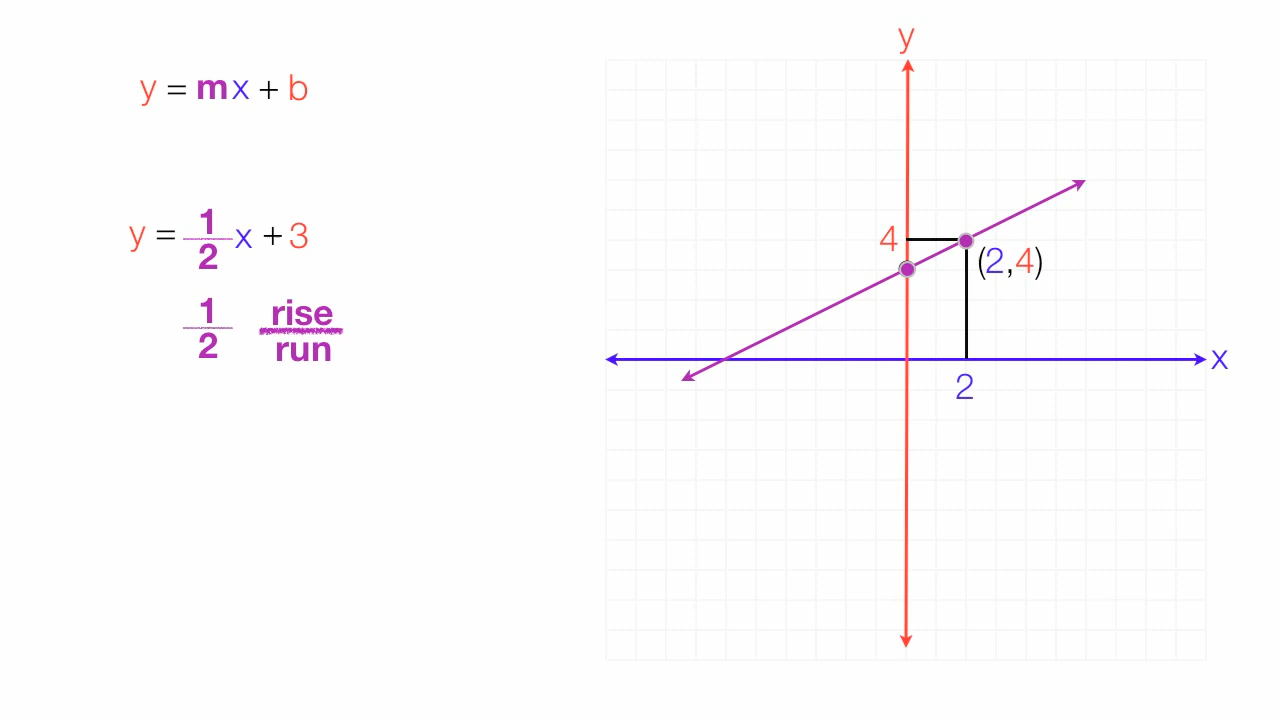 y = mx + b
y = 1/2 x + 3
1/2 rise/run
y
4
(2,4)
x
2